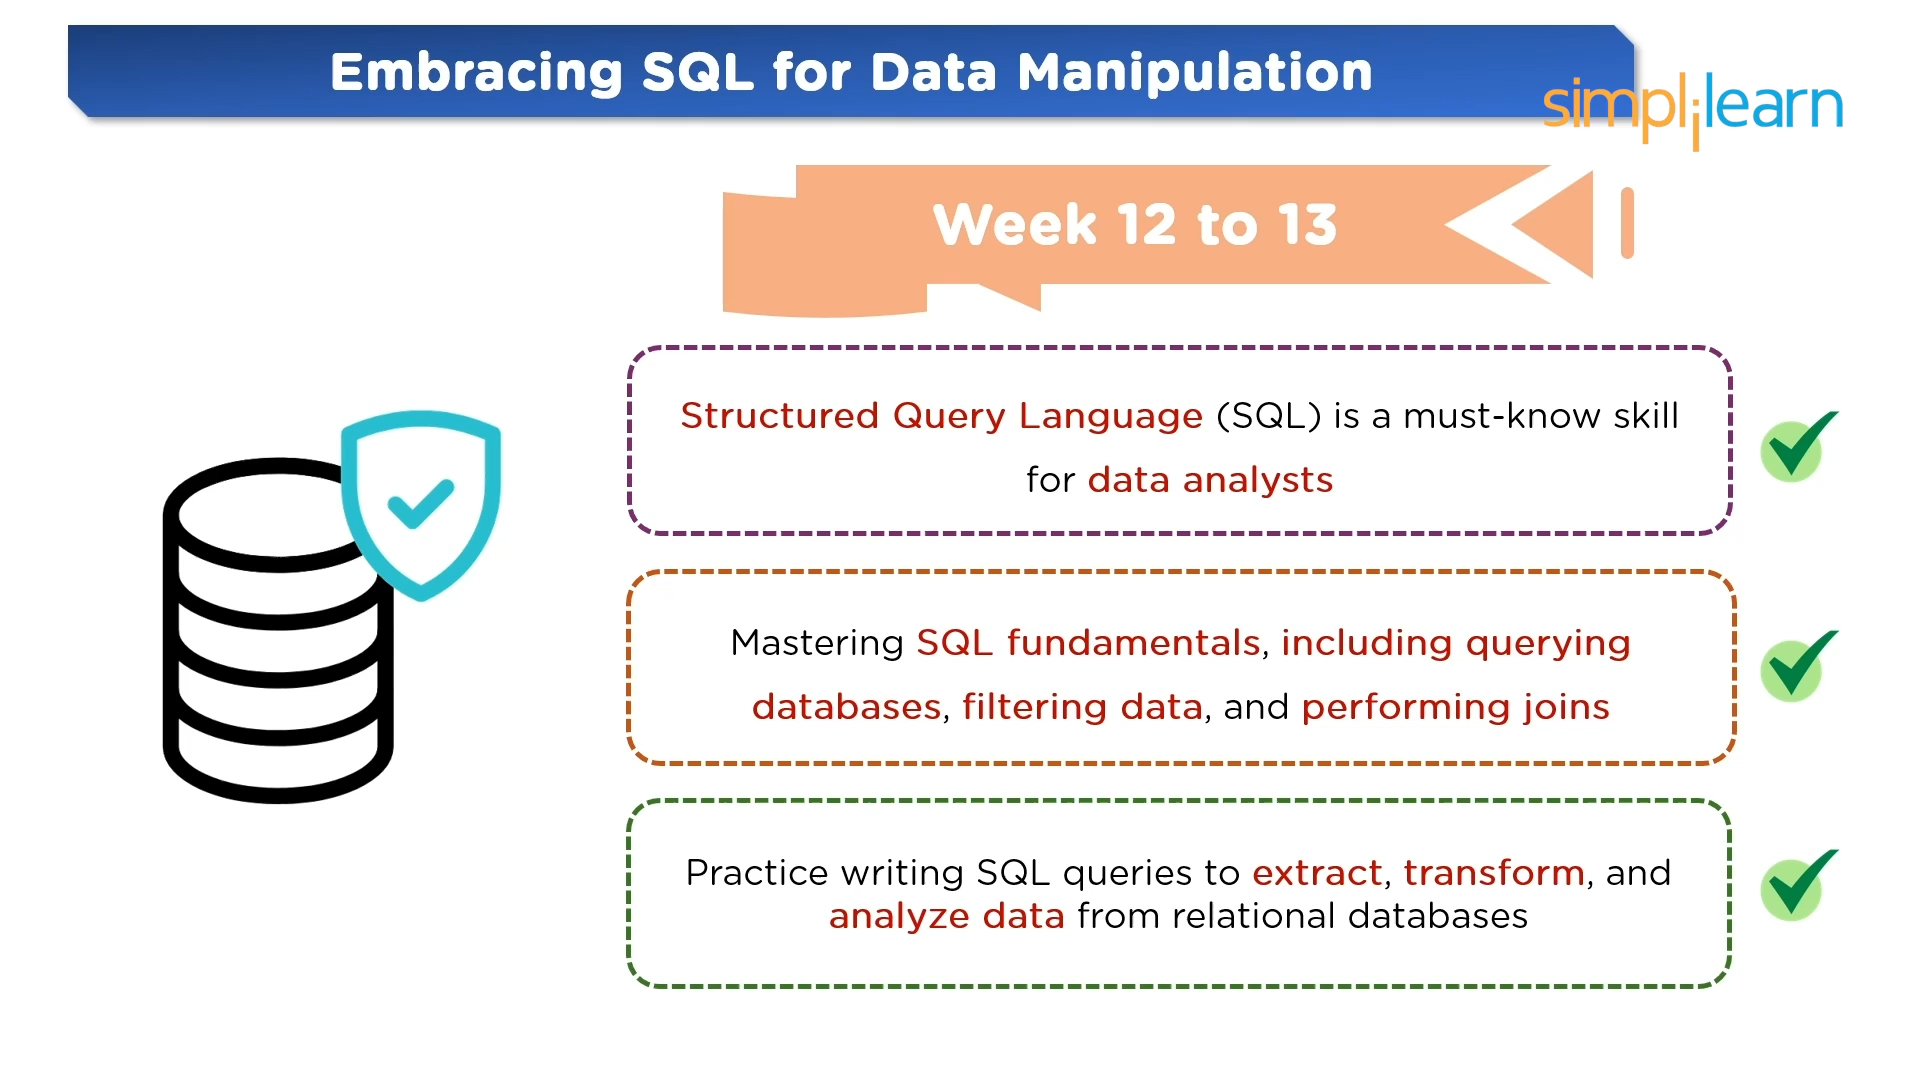 Embracing SQL for Data Manipulation
simplilearn
Week 12 to 13
Structured Query Language (SQL) is a must-know skill
for data analysts
Mastering SQL fundamentals, including querying
databases, filtering data, and performing joins
Practice writing SQL queries to extract, transform, and
analyze data from relational databases